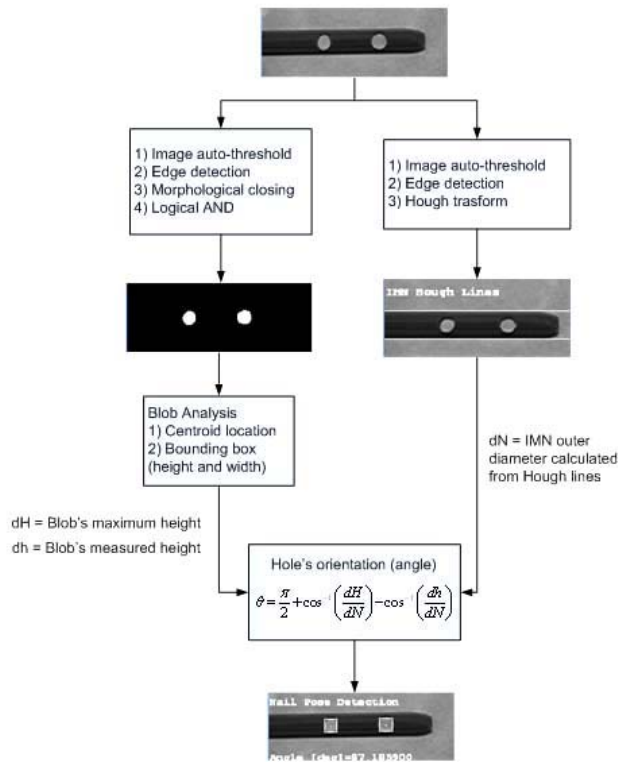 1) Image auto-threshold
2) Edge detection
3) Morphological closing
4) Logical AND
1) Image auto-threshold
2) Edge detection
3) Hough trasform
IMN Hough Lines
Blob Analysis
1) Centroid location
2) Bounding box
(height and width)
dN = IMN outer
diameter calculated
from Hough lines
dH = Blob's maximum height
dh = Blob's measured height
Hole's orientation (angle)
θ = π/2 + cos⁻¹(dH/dN) − cos⁻¹(dh/dN)
Nail Pose Detection